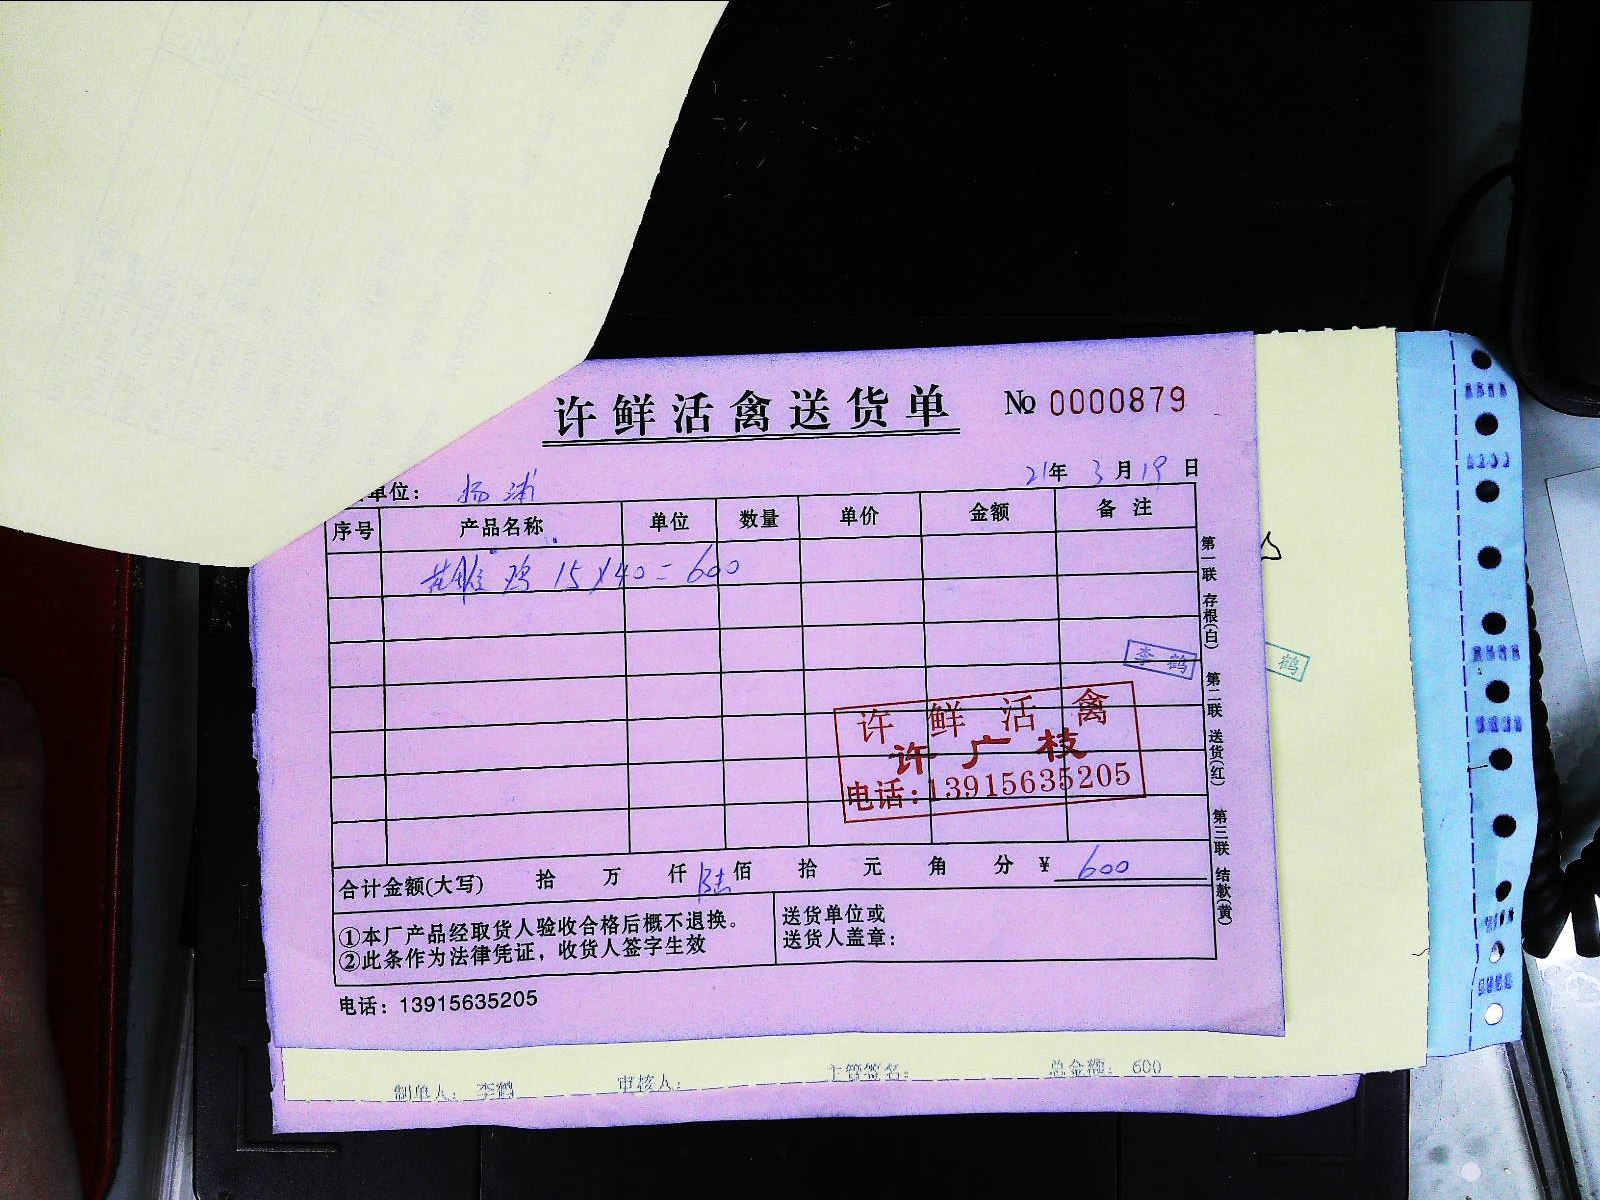 许鲜活禽送货单 № 0000879
单位： 杨浦 21年 3月19日
序号 产品名称 单位 数量 单价 金额 备注
鸡 15×40=600
第一联 存根(白) 第二联 送货(红) 第三联 结款(黄)
李鹤
鹤
许鲜活禽
许广枝
电话:13915635205
合计金额(大写) 拾 万 仟 陆佰 拾 元 角 分 ¥ 600
①本厂产品经取货人验收合格后概不退换。
②此条作为法律凭证，收货人签字生效
送货单位或
送货人盖章：
电话：13915635205
制单人：李鹤 审核人： 主管签名： 总金额：600